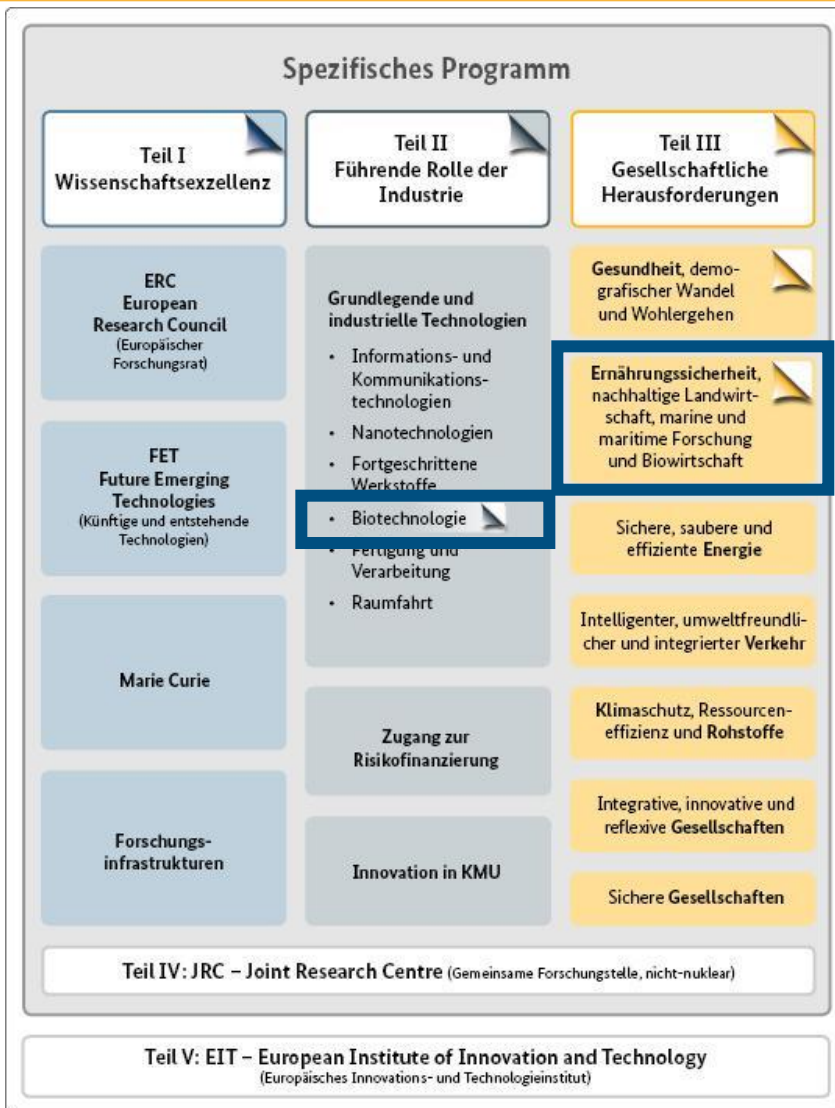 Spezifisches Programm
Teil I
Wissenschaftsexzellenz
ERC
European
Research Council
(Europäischer
Forschungsrat)
FET
Future Emerging
Technologies
(Künftige und entstehende
Technologien)
Marie Curie
Forschungs-
infrastrukturen
Teil II
Führende Rolle der
Industrie
Grundlegende und
industrielle Technologien
• Informations- und
Kommunikations-
technologien
• Nanotechnologien
• Fortgeschrittene
Werkstoffe
• Biotechnologie
• Fertigung und
Verarbeitung
• Raumfahrt
Zugang zur
Risikofinanzierung
Innovation in KMU
Teil III
Gesellschaftliche
Herausforderungen
Gesundheit, demo-
grafischer Wandel
und Wohlergehen
Ernährungssicherheit,
nachhaltige Landwirt-
schaft, marine und
maritime Forschung
und Biowirtschaft
Sichere, saubere und
effiziente Energie
Intelligenter, umweltfreundli-
cher und integrierter Verkehr
Klimaschutz, Ressourcen-
effizienz und Rohstoffe
Integrative, innovative und
reflexive Gesellschaften
Sichere Gesellschaften
Teil IV: JRC – Joint Research Centre (Gemeinsame Forschungstelle, nicht-nuklear)
Teil V: EIT – European Institute of Innovation and Technology
(Europäisches Innovations- und Technologieinstitut)